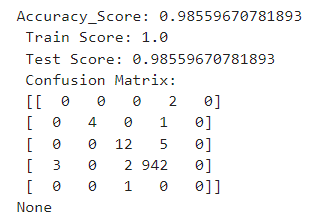 Accuracy_Score: 0.98559670781893
Train Score: 1.0
Test Score: 0.98559670781893
Confusion Matrix:
[[  0   0   0   2   0]
[  0   4   0   1   0]
[  0   0  12   5   0]
[  3   0   2 942   0]
[  0   0   1   0   0]]
None